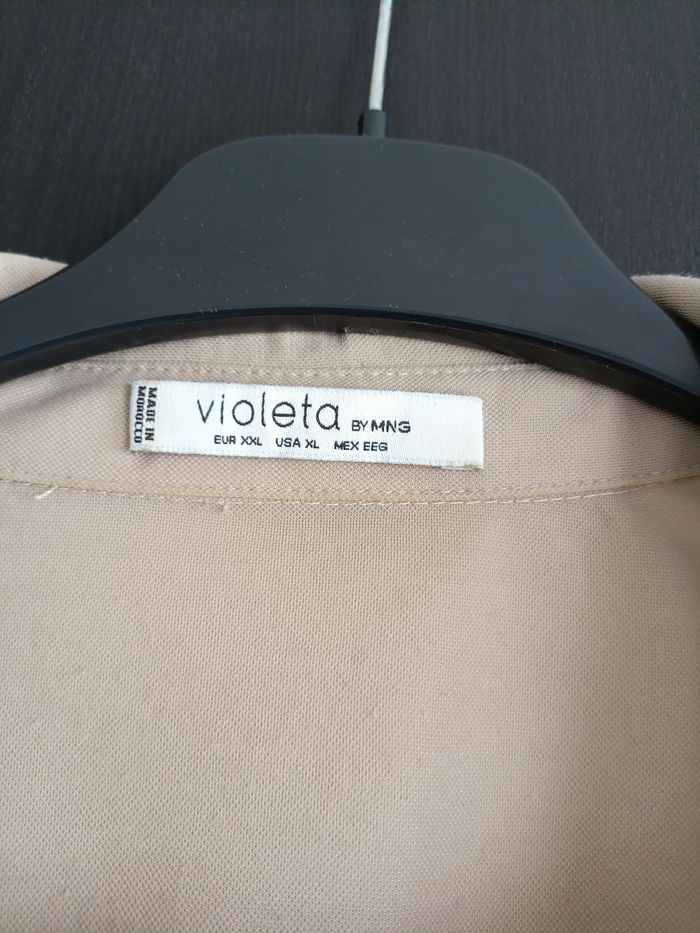 violeta BY MNG
EUR XXL USA XL MEX EEG
MADE IN
MOROCCO